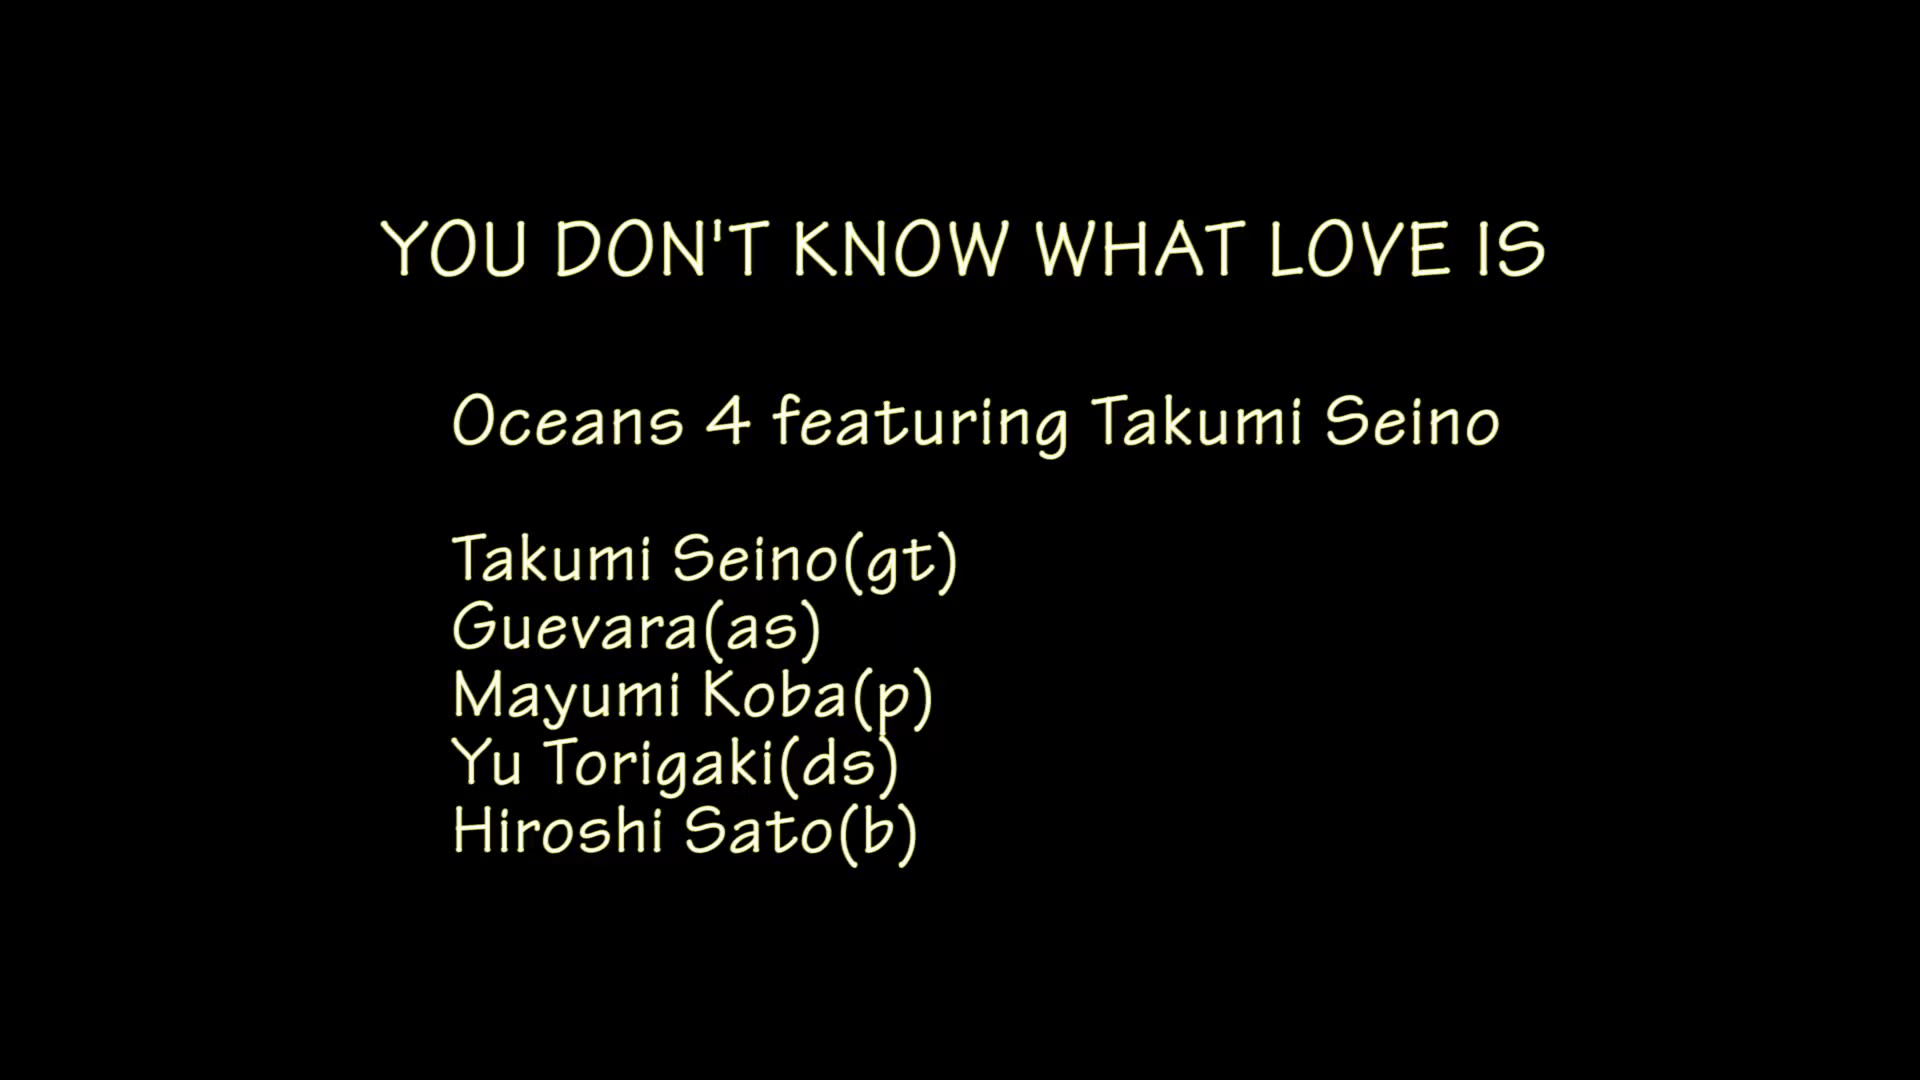 YOU DON'T KNOW WHAT LOVE IS
Oceans 4 featuring Takumi Seino
Takumi Seino(gt)
Guevara(as)
Mayumi Koba(p)
Yu Torigaki(ds)
Hiroshi Sato(b)